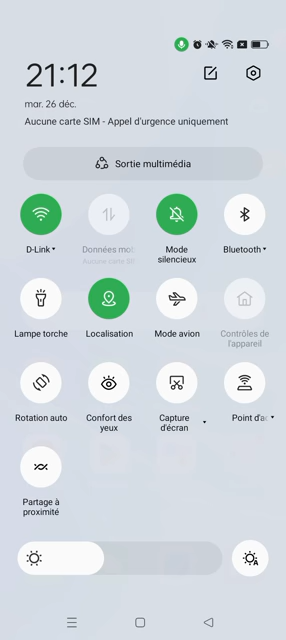 21:12
mar. 26 déc.
Aucune carte SIM - Appel d'urgence uniquement
Sortie multimédia
D-Link
Données mob
Aucune carte SIM
Mode
silencieux
Bluetooth
Lampe torche
Localisation
Mode avion
Contrôles de
l'appareil
Rotation auto
Confort des
yeux
Capture
d'écran
Point d'ac
Partage à
proximité
A